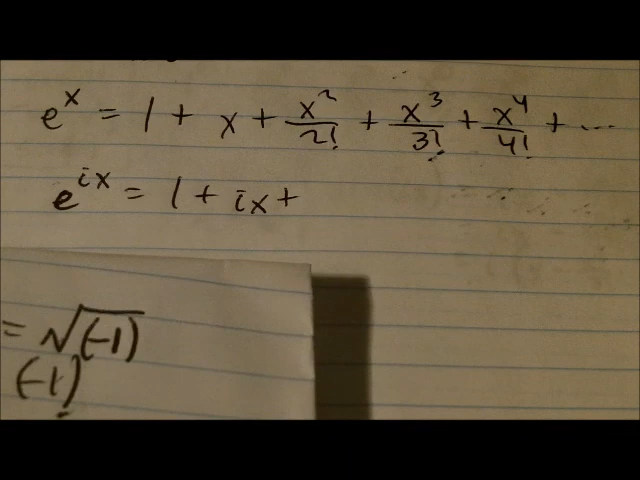 e^x = 1 + x + x^2/2! + x^3/3! + x^4/4! + ...
e^ix = 1 + ix +
= √(-1)
(-1)